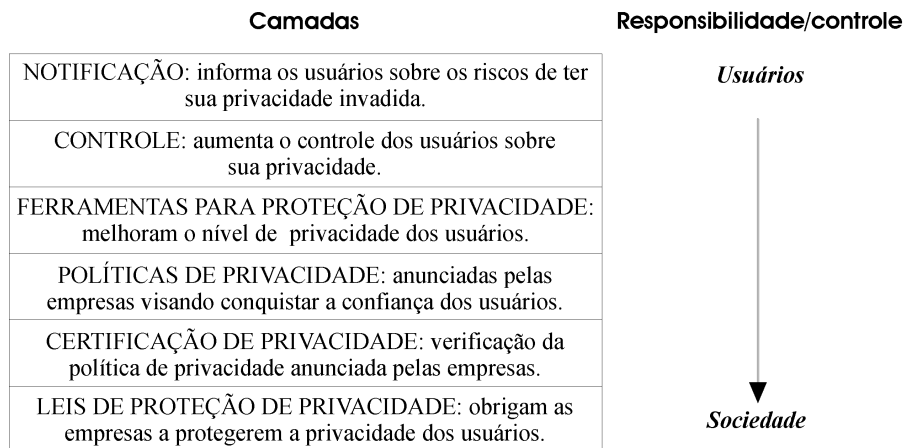 Camadas
Responsibilidade/controle
NOTIFICAÇÃO: informa os usuários sobre os riscos de ter
sua privacidade invadida.
Usuários
CONTROLE: aumenta o controle dos usuários sobre
sua privacidade.
FERRAMENTAS PARA PROTEÇÃO DE PRIVACIDADE:
melhoram o nível de privacidade dos usuários.
POLÍTICAS DE PRIVACIDADE: anunciadas pelas
empresas visando conquistar a confiança dos usuários.
CERTIFICAÇÃO DE PRIVACIDADE: verificação da
política de privacidade anunciada pelas empresas.
LEIS DE PROTEÇÃO DE PRIVACIDADE: obrigam as
empresas a protegerem a privacidade dos usuários.
Sociedade